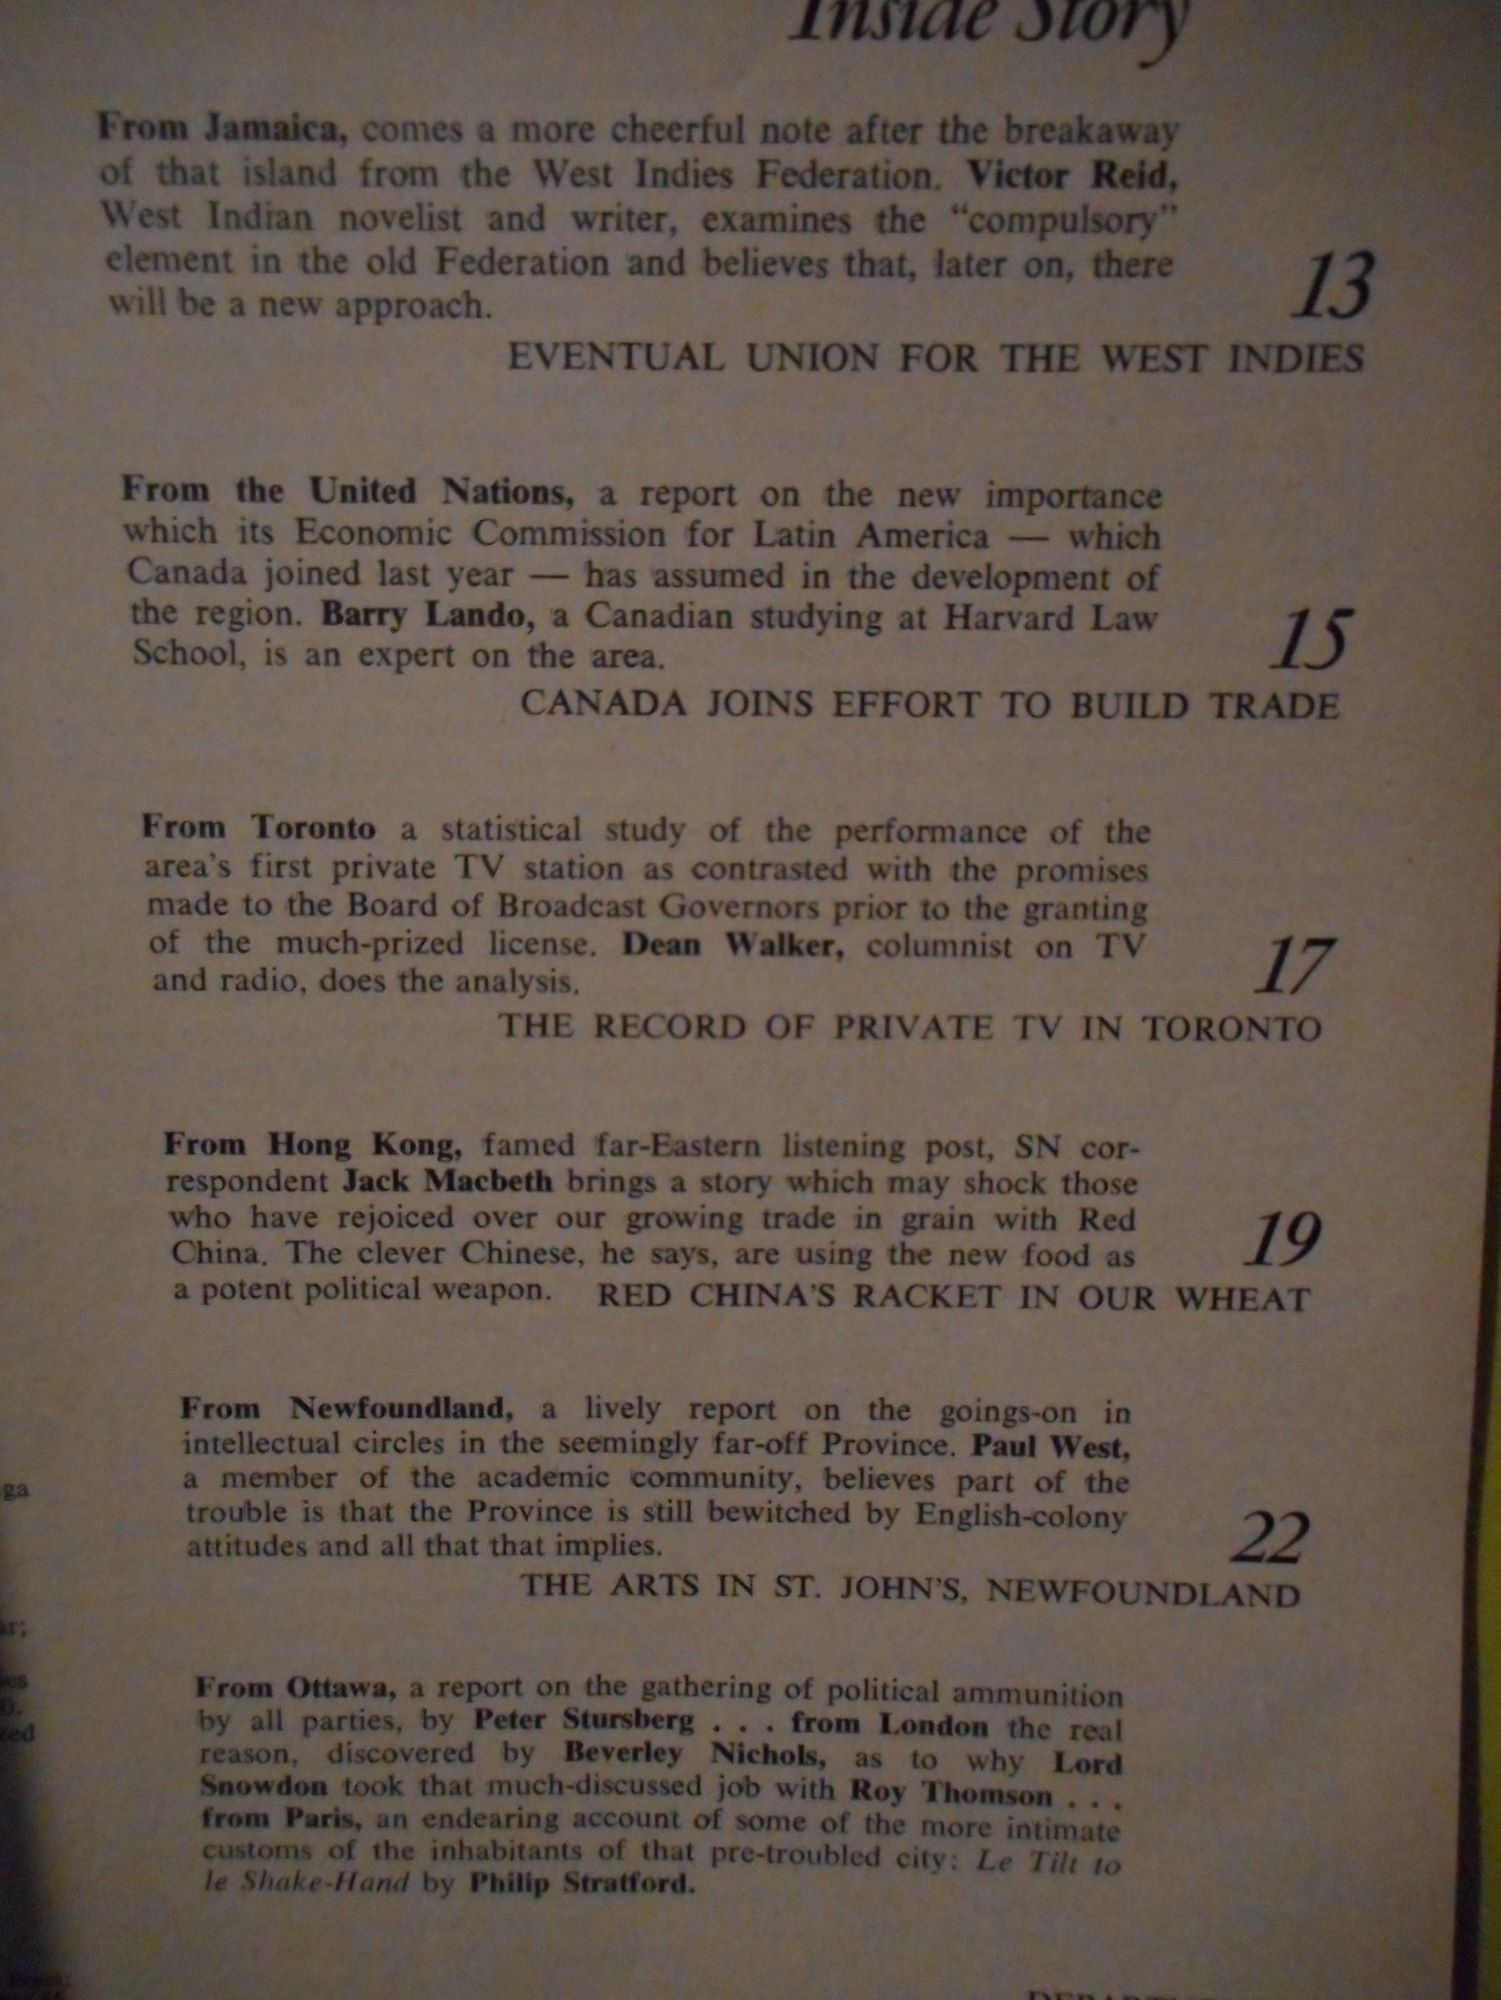 Inside Story
From Jamaica, comes a more cheerful note after the breakaway
of that island from the West Indies Federation. Victor Reid,
West Indian novelist and writer, examines the "compulsory"
element in the old Federation and believes that, later on, there
will be a new approach.
13
EVENTUAL UNION FOR THE WEST INDIES
From the United Nations, a report on the new importance
which its Economic Commission for Latin America — which
Canada joined last year — has assumed in the development of
the region. Barry Lando, a Canadian studying at Harvard Law
School, is an expert on the area.
15
CANADA JOINS EFFORT TO BUILD TRADE
From Toronto a statistical study of the performance of the
area's first private TV station as contrasted with the promises
made to the Board of Broadcast Governors prior to the granting
of the much-prized license. Dean Walker, columnist on TV
and radio, does the analysis.
17
THE RECORD OF PRIVATE TV IN TORONTO
From Hong Kong, famed far-Eastern listening post, SN cor-
respondent Jack Macbeth brings a story which may shock those
who have rejoiced over our growing trade in grain with Red
China. The clever Chinese, he says, are using the new food as
19
a potent political weapon. RED CHINA'S RACKET IN OUR WHEAT
From Newfoundland, a lively report on the goings-on in
intellectual circles in the seemingly far-off Province. Paul West,
a member of the academic community, believes part of the
trouble is that the Province is still bewitched by English-colony
attitudes and all that that implies.
22
THE ARTS IN ST. JOHN'S, NEWFOUNDLAND
From Ottawa, a report on the gathering of political ammunition
by all parties, by Peter Stursberg . . . from London the real
reason, discovered by Beverley Nichols, as to why Lord
Snowdon took that much-discussed job with Roy Thomson . . .
from Paris, an endearing account of some of the more intimate
customs of the inhabitants of that pre-troubled city: Le Tilt to
le Shake-Hand by Philip Stratford.
ga